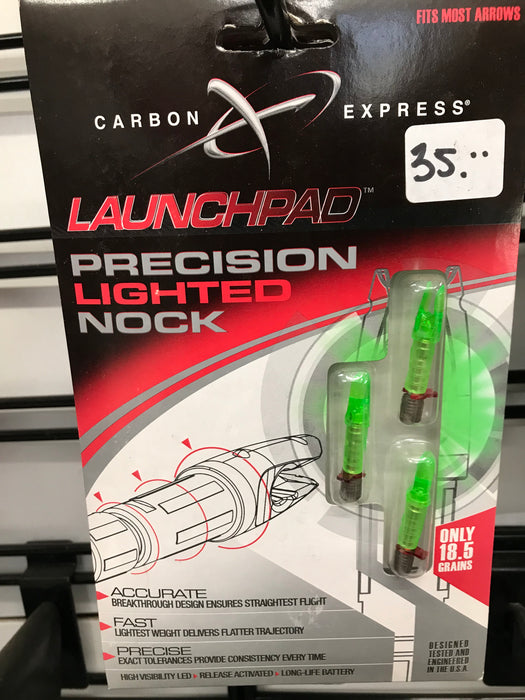 FITS MOST ARROWS
CARBON EXPRESS®
35.
LAUNCHPAD™
PRECISION
LIGHTED
NOCK
ONLY
18.5
GRAINS
ACCURATE
BREAKTHROUGH DESIGN ENSURES STRAIGHTEST FLIGHT
FAST
LIGHTEST WEIGHT DELIVERS FLATTER TRAJECTORY
PRECISE
EXACT TOLERANCES PROVIDE CONSISTENCY EVERY TIME
HIGH VISIBILITY LED ▸ RELEASE ACTIVATED ▸ LONG-LIFE BATTERY
DESIGNED
TESTED AND
ENGINEERED
IN THE U.S.A.